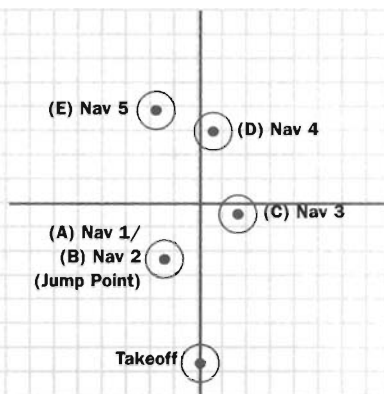 (E) Nav 5
(D) Nav 4
(C) Nav 3
(A) Nav 1/
(B) Nav 2
(Jump Point)
Takeoff